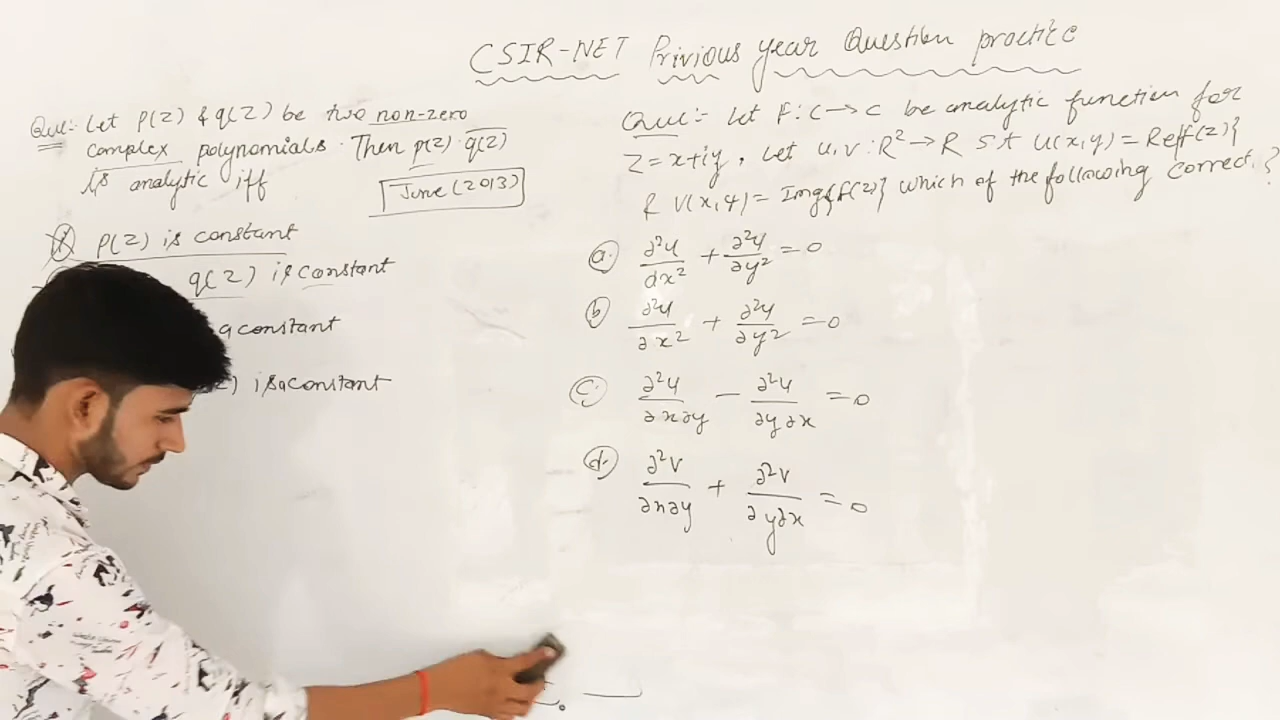 CSIR-NET Privious year Question practice
Que:- Let P(Z) & q(Z) be two non-zero
complex polynomials. Then p(z)·q̅(̅z̅)̅
is analytic iff
June (2013)
P(Z) is constant
q(Z) is constant
a constant
is a constant
Que:- Let F: C→C be analytic function for
Z=x+iy, Let u,v: R²→R s.t u(x,y) = Re{f(z)}
& V(x,y) = Img{f(z)} which of the following correct.?
a. ∂²u/dx² + ∂²u/∂y² = 0
b. ∂²u/∂x² + ∂²u/∂y² = 0
c. ∂²u/∂x∂y − ∂²u/∂y∂x = 0
d. ∂²v/∂x∂y + ∂²v/∂y∂x = 0